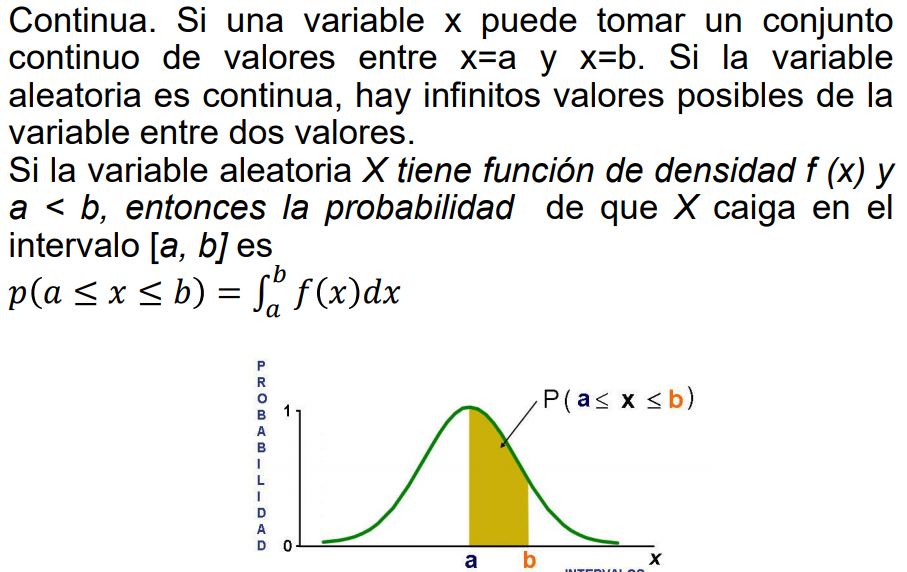 Continua. Si una variable x puede tomar un conjunto
continuo de valores entre x=a y x=b. Si la variable
aleatoria es continua, hay infinitos valores posibles de la
variable entre dos valores.
Si la variable aleatoria X tiene función de densidad f (x) y
a < b, entonces la probabilidad de que X caiga en el
intervalo [a, b] es
p(a ≤ x ≤ b) = ∫_a^b f(x)dx
PROBABILIDAD
1
P( a≤ x ≤b)
0
a b x